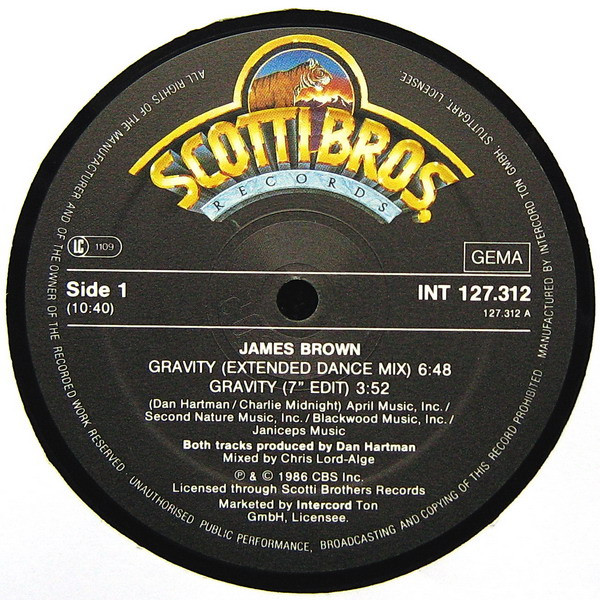 SCOTTI BROS.
RECORDS
LC 1109
GEMA
Side 1
(10:40)
INT 127.312
127.312 A
JAMES BROWN
GRAVITY (EXTENDED DANCE MIX) 6:48
GRAVITY (7” EDIT) 3:52
(Dan Hartman/Charlie Midnight) April Music, Inc./
Second Nature Music, Inc./Blackwood Music, Inc./
Janiceps Music
Both tracks produced by Dan Hartman
Mixed by Chris Lord-Alge
℗ & © 1986 CBS Inc.
Licensed through Scotti Brothers Records
Marketed by Intercord Ton
GmbH, Licensee.
ALL RIGHTS OF THE MANUFACTURER AND OF THE OWNER OF THE RECORDED WORK RESERVED · UNAUTHORISED PUBLIC PERFORMANCE, BROADCASTING AND COPYING OF THIS RECORD PROHIBITED MANUFACTURED BY INTERCORD TON GMBH, STUTTGART, LICENSEE